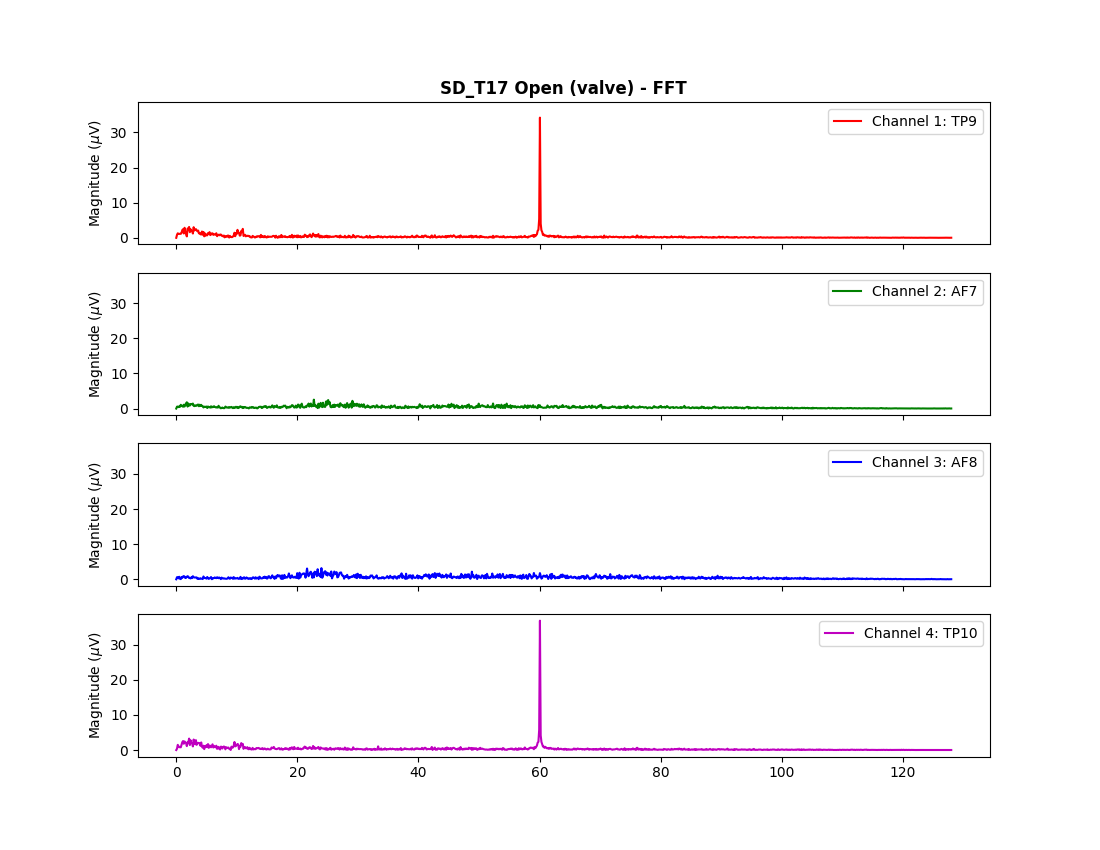 SD_T17 Open (valve) - FFT
Channel 1: TP9
Magnitude (μV)
30
20
10
0
Channel 2: AF7
Magnitude (μV)
30
20
10
0
Channel 3: AF8
Magnitude (μV)
30
20
10
0
Channel 4: TP10
Magnitude (μV)
30
20
10
0
0 20 40 60 80 100 120